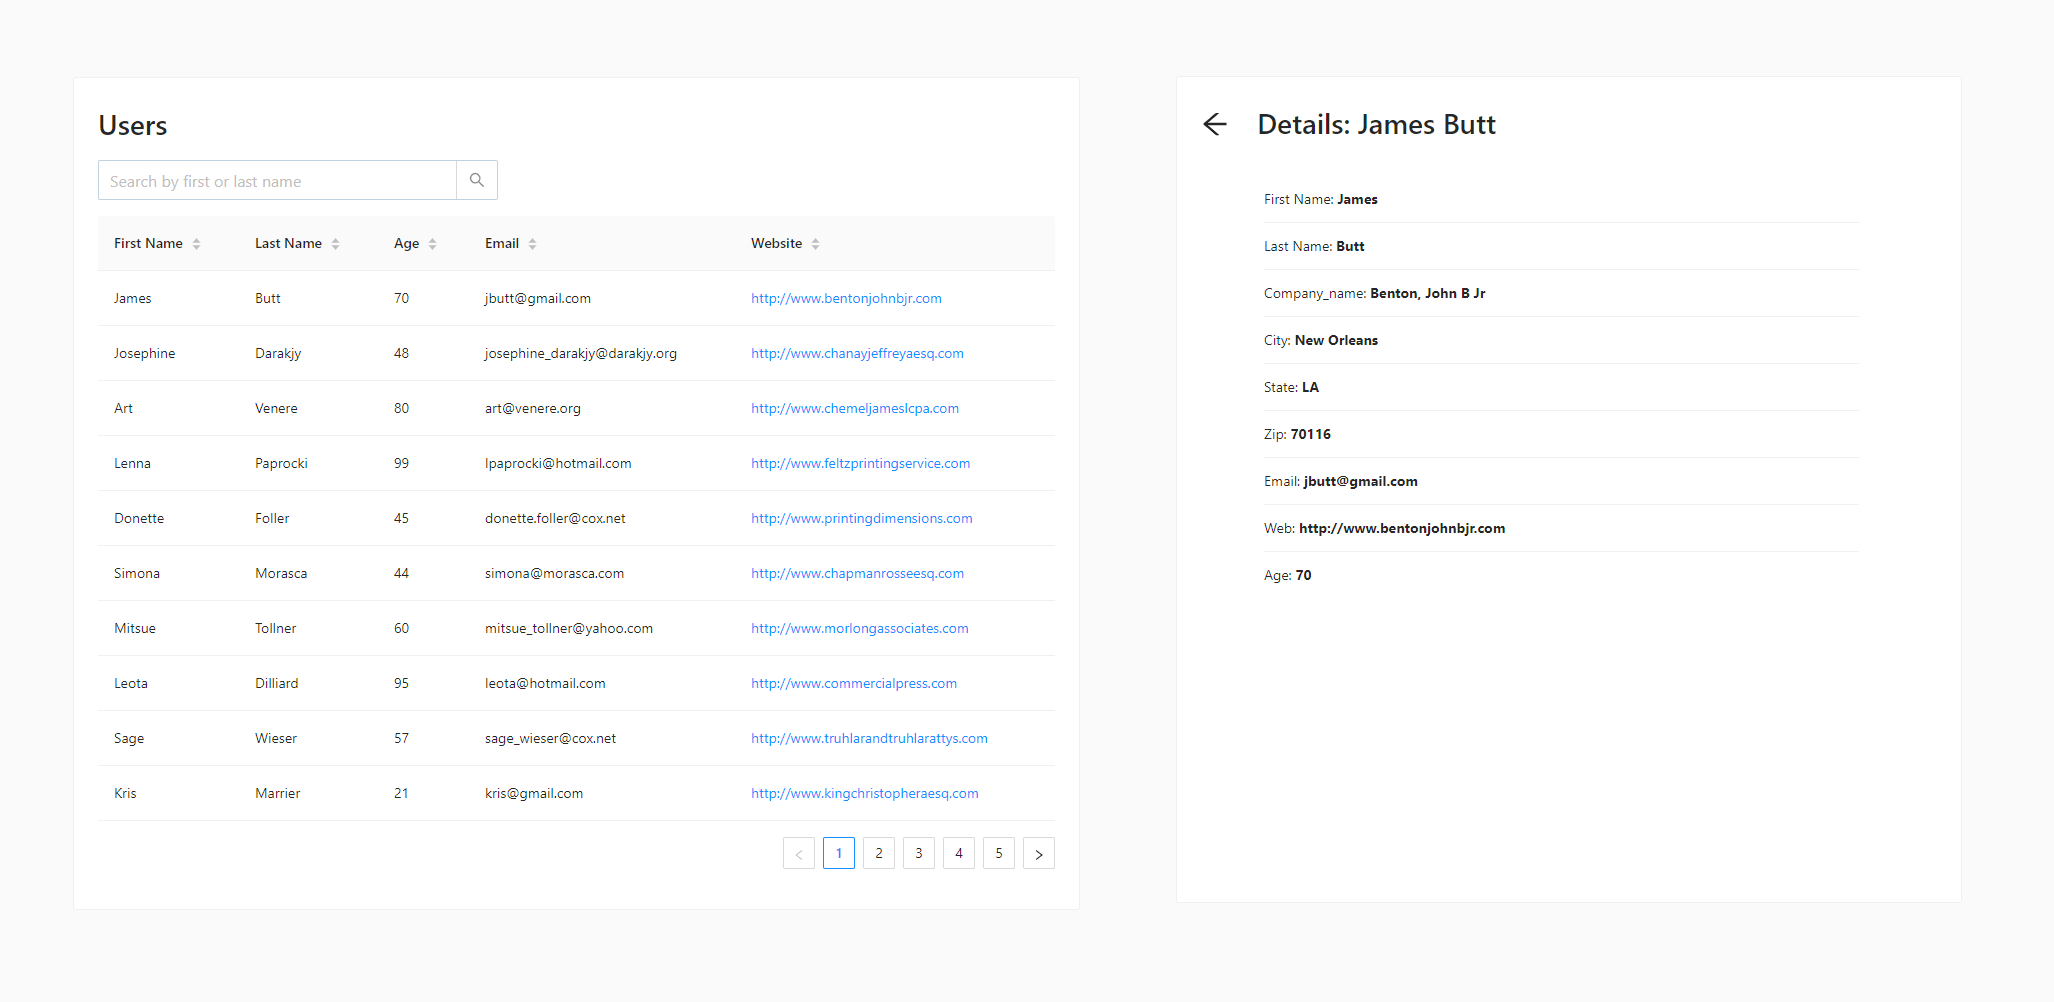 Users
Search by first or last name
First Name Last Name Age Email Website
James Butt 70 jbutt@gmail.com http://www.bentonjohnbjr.com
Josephine Darakjy 48 josephine_darakjy@darakjy.org http://www.chanayjeffreyaesq.com
Art Venere 80 art@venere.org http://www.chemeljameslcpa.com
Lenna Paprocki 99 lpaprocki@hotmail.com http://www.feltzprintingservice.com
Donette Foller 45 donette.foller@cox.net http://www.printingdimensions.com
Simona Morasca 44 simona@morasca.com http://www.chapmanrosseesq.com
Mitsue Tollner 60 mitsue_tollner@yahoo.com http://www.morlongassociates.com
Leota Dilliard 95 leota@hotmail.com http://www.commercialpress.com
Sage Wieser 57 sage_wieser@cox.net http://www.truhlarandtruhlarattys.com
Kris Marrier 21 kris@gmail.com http://www.kingchristopheraesq.com
< 1 2 3 4 5 >
Details: James Butt
First Name: James
Last Name: Butt
Company_name: Benton, John B Jr
City: New Orleans
State: LA
Zip: 70116
Email: jbutt@gmail.com
Web: http://www.bentonjohnbjr.com
Age: 70